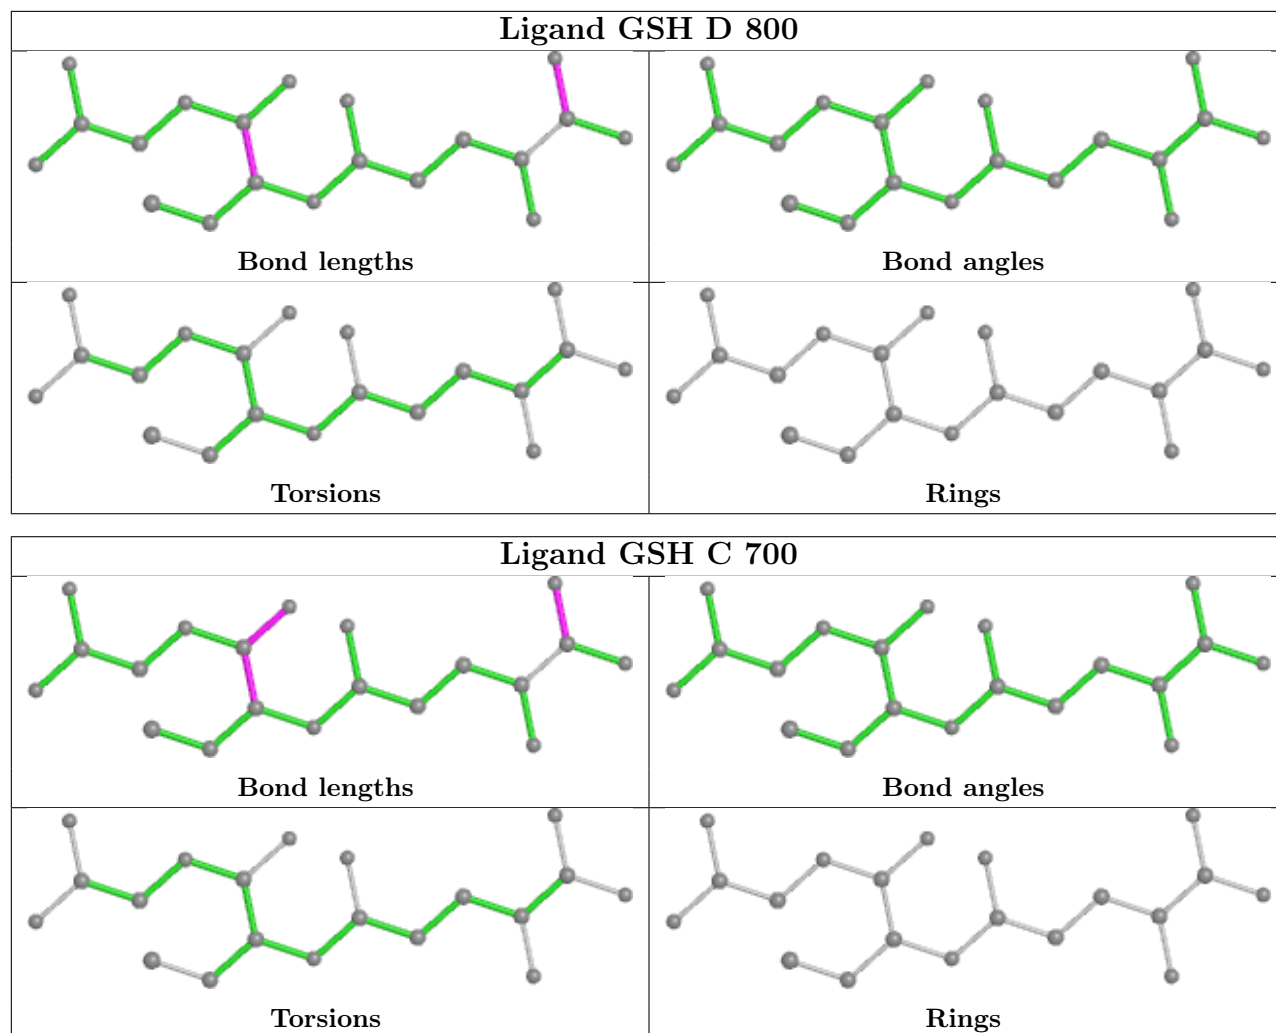 Ligand GSH D 800
Bond lengths
Bond angles
Torsions
Rings
Ligand GSH C 700
Bond lengths
Bond angles
Torsions
Rings